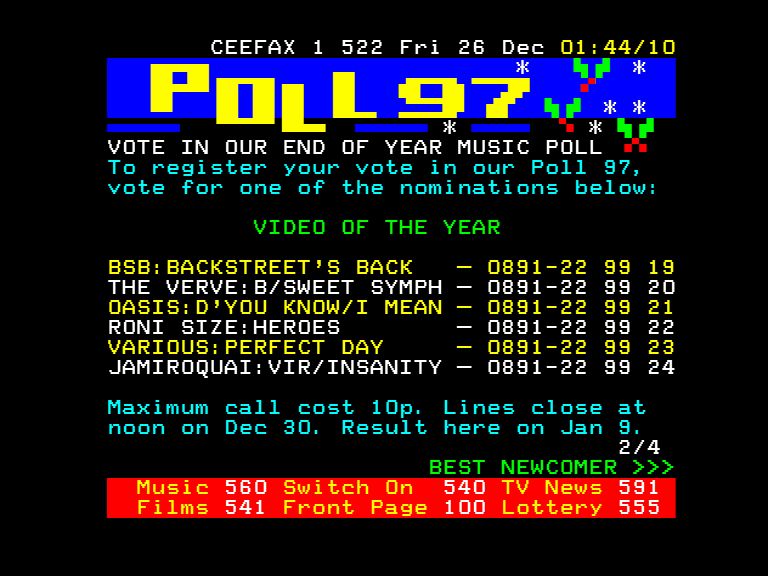 CEEFAX 1 522 Fri 26 Dec 01:44/10
POLL 97 * *
* *
* *
VOTE IN OUR END OF YEAR MUSIC POLL
To register your vote in our Poll 97,
vote for one of the nominations below:
VIDEO OF THE YEAR
BSB:BACKSTREET'S BACK – 0891-22 99 19
THE VERVE:B/SWEET SYMPH – 0891-22 99 20
OASIS:D'YOU KNOW/I MEAN – 0891-22 99 21
RONI SIZE:HEROES – 0891-22 99 22
VARIOUS:PERFECT DAY – 0891-22 99 23
JAMIROQUAI:VIR/INSANITY – 0891-22 99 24
Maximum call cost 10p. Lines close at
noon on Dec 30. Result here on Jan 9.
2/4
BEST NEWCOMER >>>
Music 560 Switch On 540 TV News 591
Films 541 Front Page 100 Lottery 555